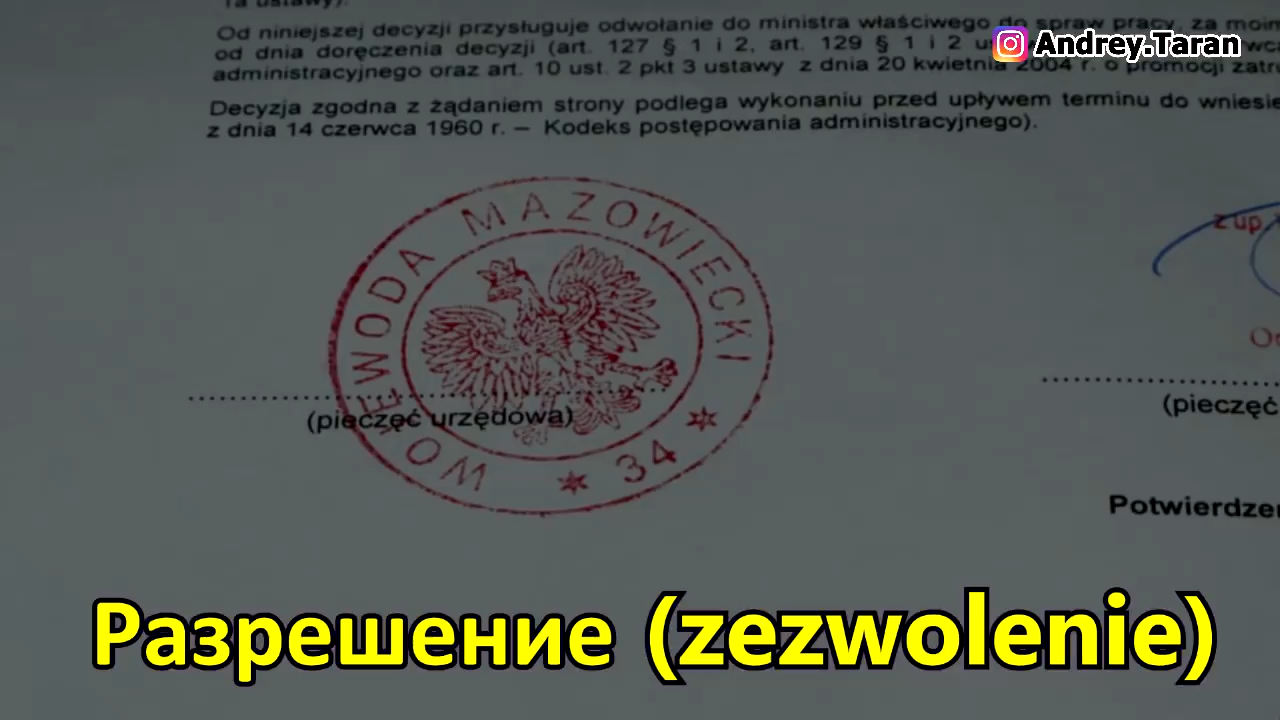 Ta ustawy).
Od niniejszej decyzji przysługuje odwołanie do ministra właściwego do spraw pracy, za
od dnia doręczenia decyzji (art. 127 § 1 i 2, art. 129 § 1 i 2
administracyjnego oraz art. 10 ust. 2 pkt 3 ustawy z dnia 20 kwietnia 2004 r. o promocji
Andrey.Taran
Decyzja zgodna z żądaniem strony podlega wykonaniu przed upływem terminu do
z dnia 14 czerwca 1960 r. – Kodeks postępowania administracyjnego).
WOJEWODA MAZOWIECKI
* 34 *
z up.
(pieczęć urzędowa)
(pieczęć
Разрешение (zezwolenie)